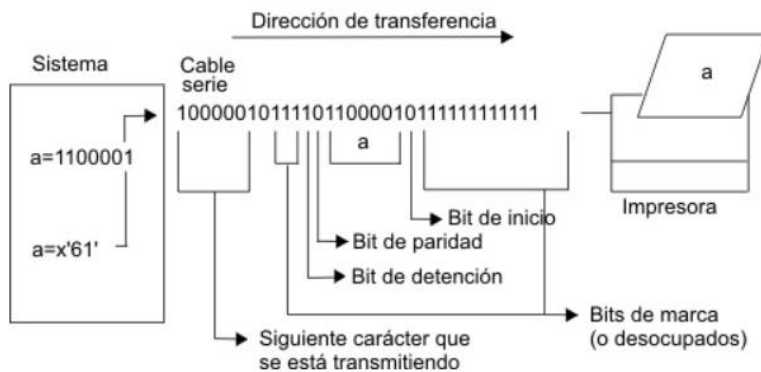 Dirección de transferencia
Sistema
Cable
serie
a
1000001011110110000101111111111111
a=1100001
a
a=x'61'
Bit de inicio
Impresora
Bit de paridad
Bit de detención
Siguiente carácter que
se está transmitiendo
Bits de marca
(o desocupados)